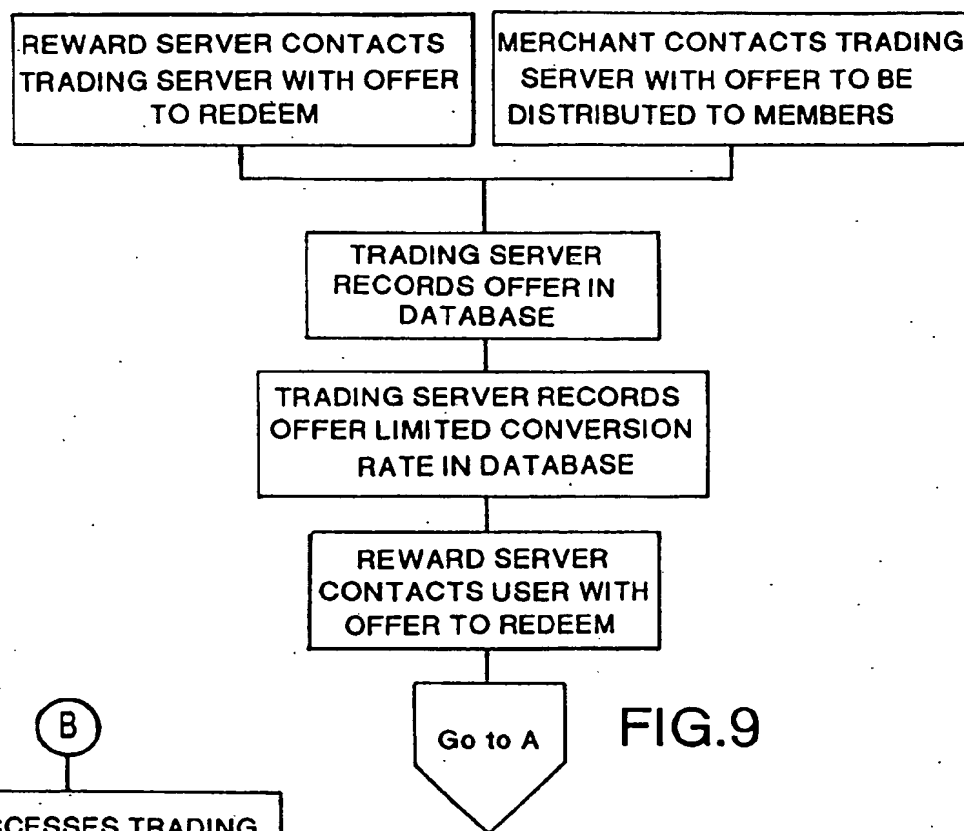 REWARD SERVER CONTACTS
TRADING SERVER WITH OFFER
TO REDEEM
MERCHANT CONTACTS TRADING
SERVER WITH OFFER TO BE
DISTRIBUTED TO MEMBERS
TRADING SERVER
RECORDS OFFER IN
DATABASE
TRADING SERVER RECORDS
OFFER LIMITED CONVERSION
RATE IN DATABASE
REWARD SERVER
CONTACTS USER WITH
OFFER TO REDEEM
Go to A
FIG.9
B
TRADING